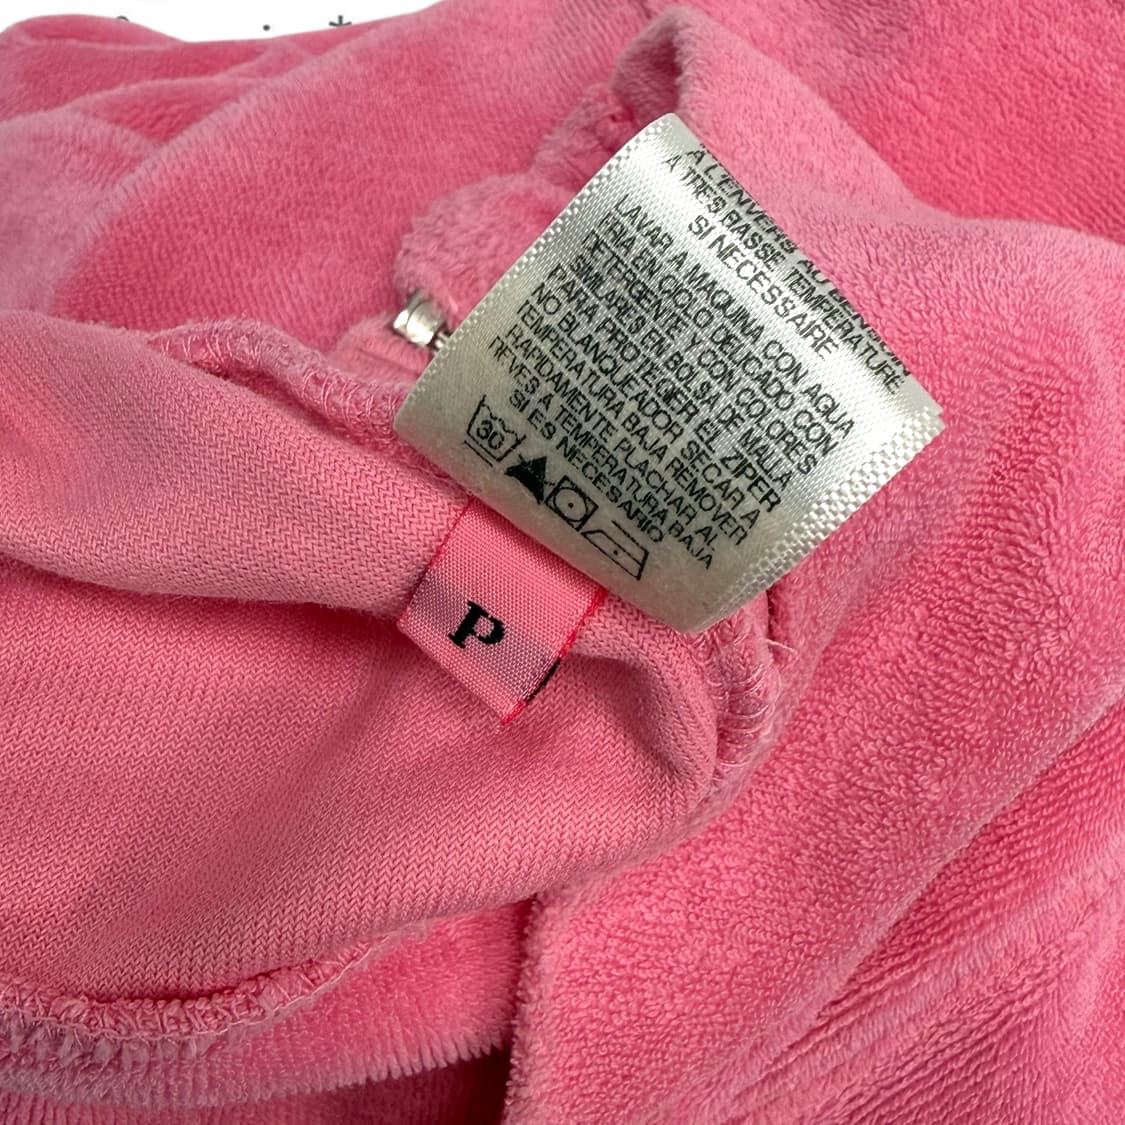 A L'ENVERS AU BE
A TRES BASSE TEMPERATURE
SI NECESSAIRE
LAVAR A MAQUINA CON AGUA
FRIA EN CICLO DELICADO CON
DETERGENTE Y CON COLORES
SIMILARES EN BOLSA DE MALLA
PARA PROTEGER EL ZIPER
NO BLANQUEADOR SECAR A
TEMPERATURA BAJA REMOVER
RAPIDAMENTE PLACHAR AL
REVES A TEMPERATURA BAJA
SI ES NECESARIO
30
P